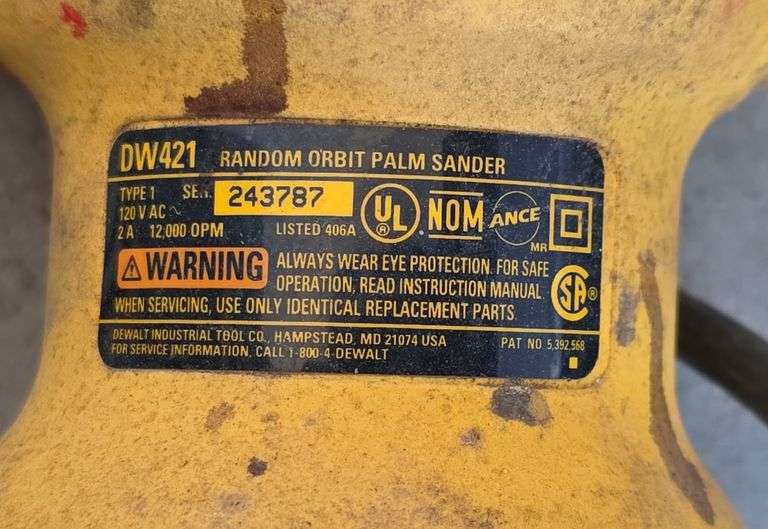 DW421 RANDOM ORBIT PALM SANDER
TYPE 1 SER. 243787
120 V AC ~
2 A 12,000 OPM LISTED 406A
UL ® NOM ANCE MR
⚠WARNING ALWAYS WEAR EYE PROTECTION. FOR SAFE
OPERATION, READ INSTRUCTION MANUAL.
WHEN SERVICING, USE ONLY IDENTICAL REPLACEMENT PARTS.
SA ®
DEWALT INDUSTRIAL TOOL CO., HAMPSTEAD, MD 21074 USA PAT NO. 5,392,568
FOR SERVICE INFORMATION, CALL 1-800-4-DEWALT